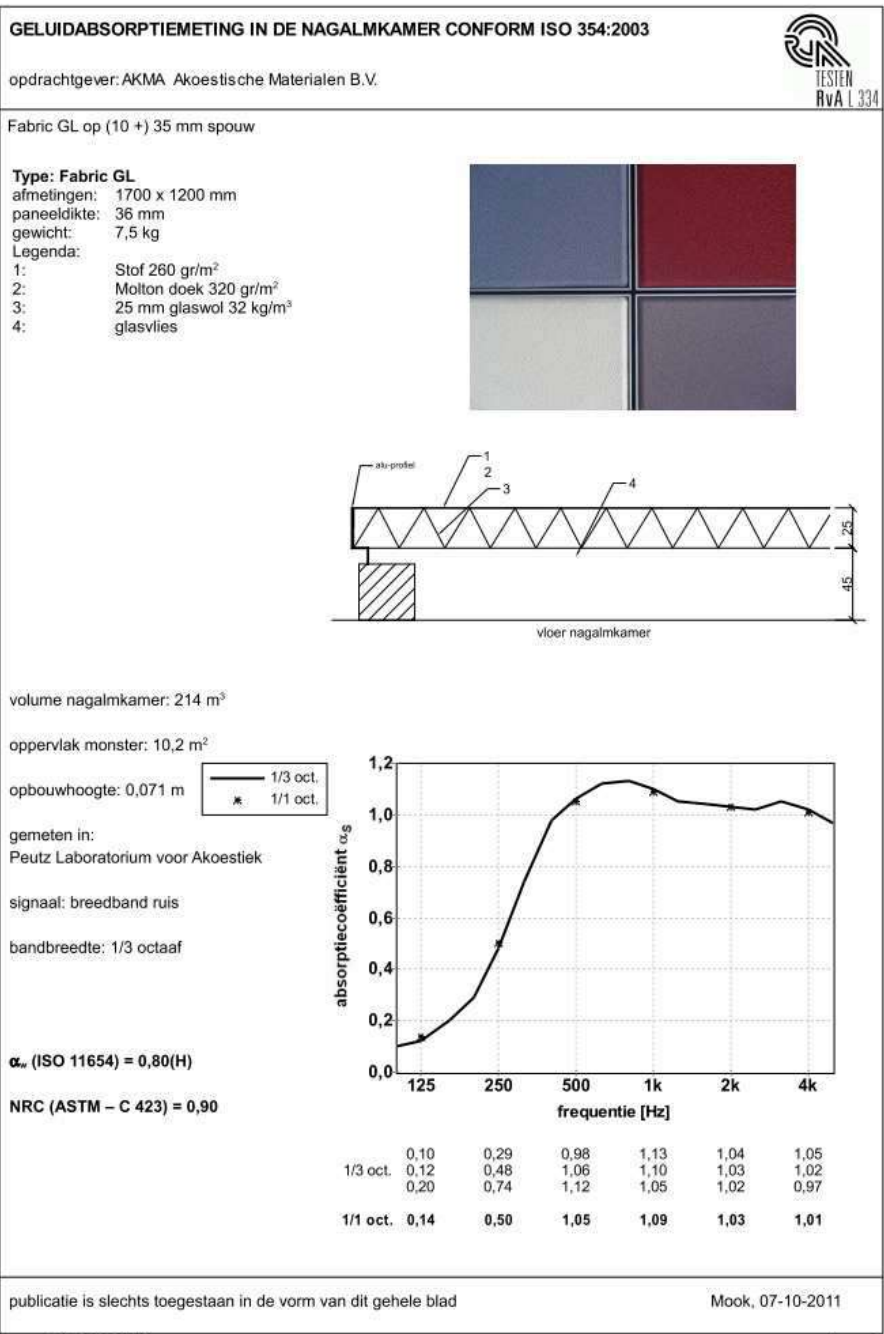 GELUIDABSORPTIEMETING IN DE NAGALMKAMER CONFORM ISO 354:2003
opdrachtgever: AKMA Akoestische Materialen B.V.
TESTEN
RvA L 334
Fabric GL op (10 +) 35 mm spouw
Type: Fabric GL
afmetingen: 1700 x 1200 mm
paneeldikte: 36 mm
gewicht: 7,5 kg
Legenda:
1: Stof 260 gr/m²
2: Molton doek 320 gr/m²
3: 25 mm glaswol 32 kg/m³
4: glasvlies
alu-profiel
1
2
3
4
25
45
vloer nagalmkamer
volume nagalmkamer: 214 m³
oppervlak monster: 10,2 m²
opbouwhoogte: 0,071 m
1/3 oct.
1/1 oct.
gemeten in:
Peutz Laboratorium voor Akoestiek
signaal: breedband ruis
bandbreedte: 1/3 octaaf
αw (ISO 11654) = 0,80(H)
NRC (ASTM – C 423) = 0,90
absorptiecoëfficiënt αS
1,2
1,0
0,8
0,6
0,4
0,2
0,0
125 250 500 1k 2k 4k
frequentie [Hz]
0,10 0,29 0,98 1,13 1,04 1,05
1/3 oct. 0,12 0,48 1,06 1,10 1,03 1,02
0,20 0,74 1,12 1,05 1,02 0,97
1/1 oct. 0,14 0,50 1,05 1,09 1,03 1,01
publicatie is slechts toegestaan in de vorm van dit gehele blad
Mook, 07-10-2011